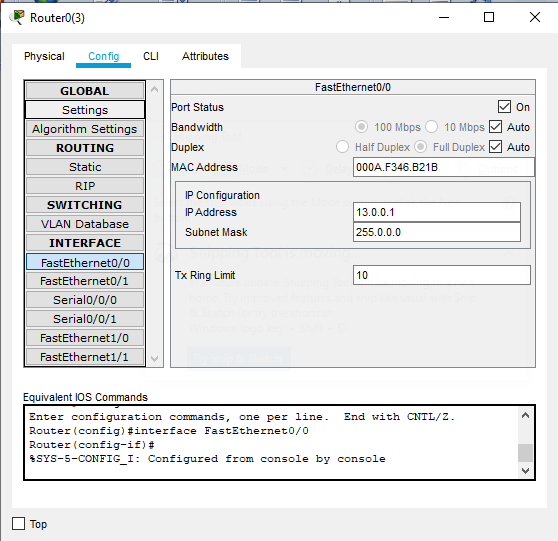 Router0(3)
Physical Config CLI Attributes
GLOBAL
Settings
Algorithm Settings
ROUTING
Static
RIP
SWITCHING
VLAN Database
INTERFACE
FastEthernet0/0
FastEthernet0/1
Serial0/0/0
Serial0/0/1
FastEthernet1/0
FastEthernet1/1
FastEthernet0/0
Port Status On
Bandwidth 100 Mbps 10 Mbps Auto
Duplex Half Duplex Full Duplex Auto
MAC Address 000A.F346.B21B
IP Configuration
IP Address 13.0.0.1
Subnet Mask 255.0.0.0
Tx Ring Limit 10
Equivalent IOS Commands
Enter configuration commands, one per line. End with CNTL/Z.
Router(config)#interface FastEthernet0/0
Router(config-if)#
%SYS-5-CONFIG_I: Configured from console by console
Top